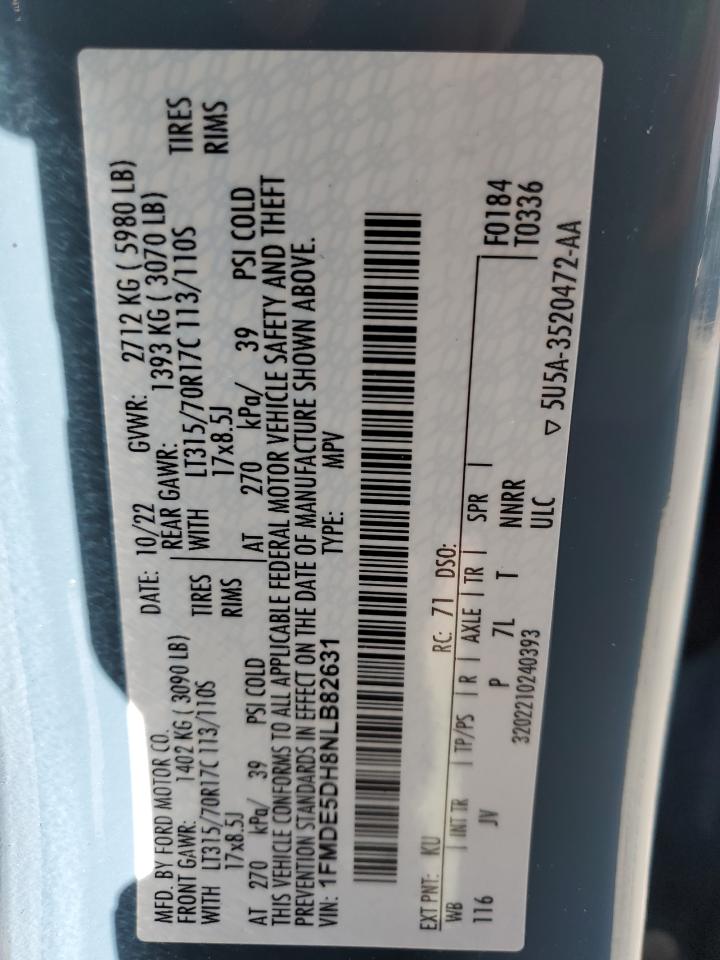 MFD. BY FORD MOTOR CO. DATE: 10/22 GVWR: 2712 KG ( 5980 LB)
FRONT GAWR: 1402 KG ( 3090 LB) REAR GAWR: 1393 KG ( 3070 LB)
WITH LT315/70R17C 113/110S TIRES WITH LT315/70R17C 113/110S TIRES
17x8.5J RIMS 17x8.5J RIMS
AT 270 kPa/ 39 PSI COLD AT 270 kPa/ 39 PSI COLD
THIS VEHICLE CONFORMS TO ALL APPLICABLE FEDERAL MOTOR VEHICLE SAFETY AND THEFT
PREVENTION STANDARDS IN EFFECT ON THE DATE OF MANUFACTURE SHOWN ABOVE.
VIN: 1FMDE5DH8NLB82631 TYPE: MPV
EXT PNT: KU RC: 71 DSO: F0184
WB | INT TR | TP/PS | R | AXLE | TR | SPR | T0336
116 JV P 7L T NNRR
3202210240393 ULC
▽ 5U5A-3520472-AA